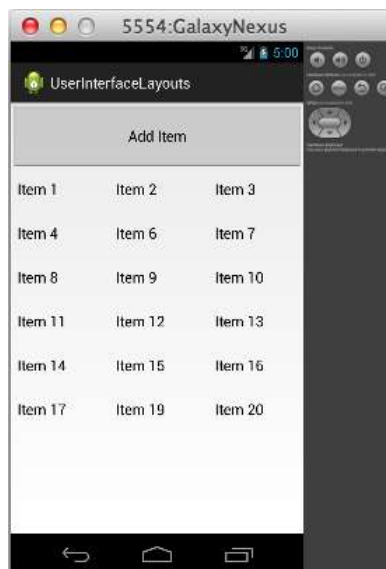 5554:GalaxyNexus
3G 5:00
UserInterfaceLayouts
Add Item
Item 1 Item 2 Item 3
Item 4 Item 6 Item 7
Item 8 Item 9 Item 10
Item 11 Item 12 Item 13
Item 14 Item 15 Item 16
Item 17 Item 19 Item 20